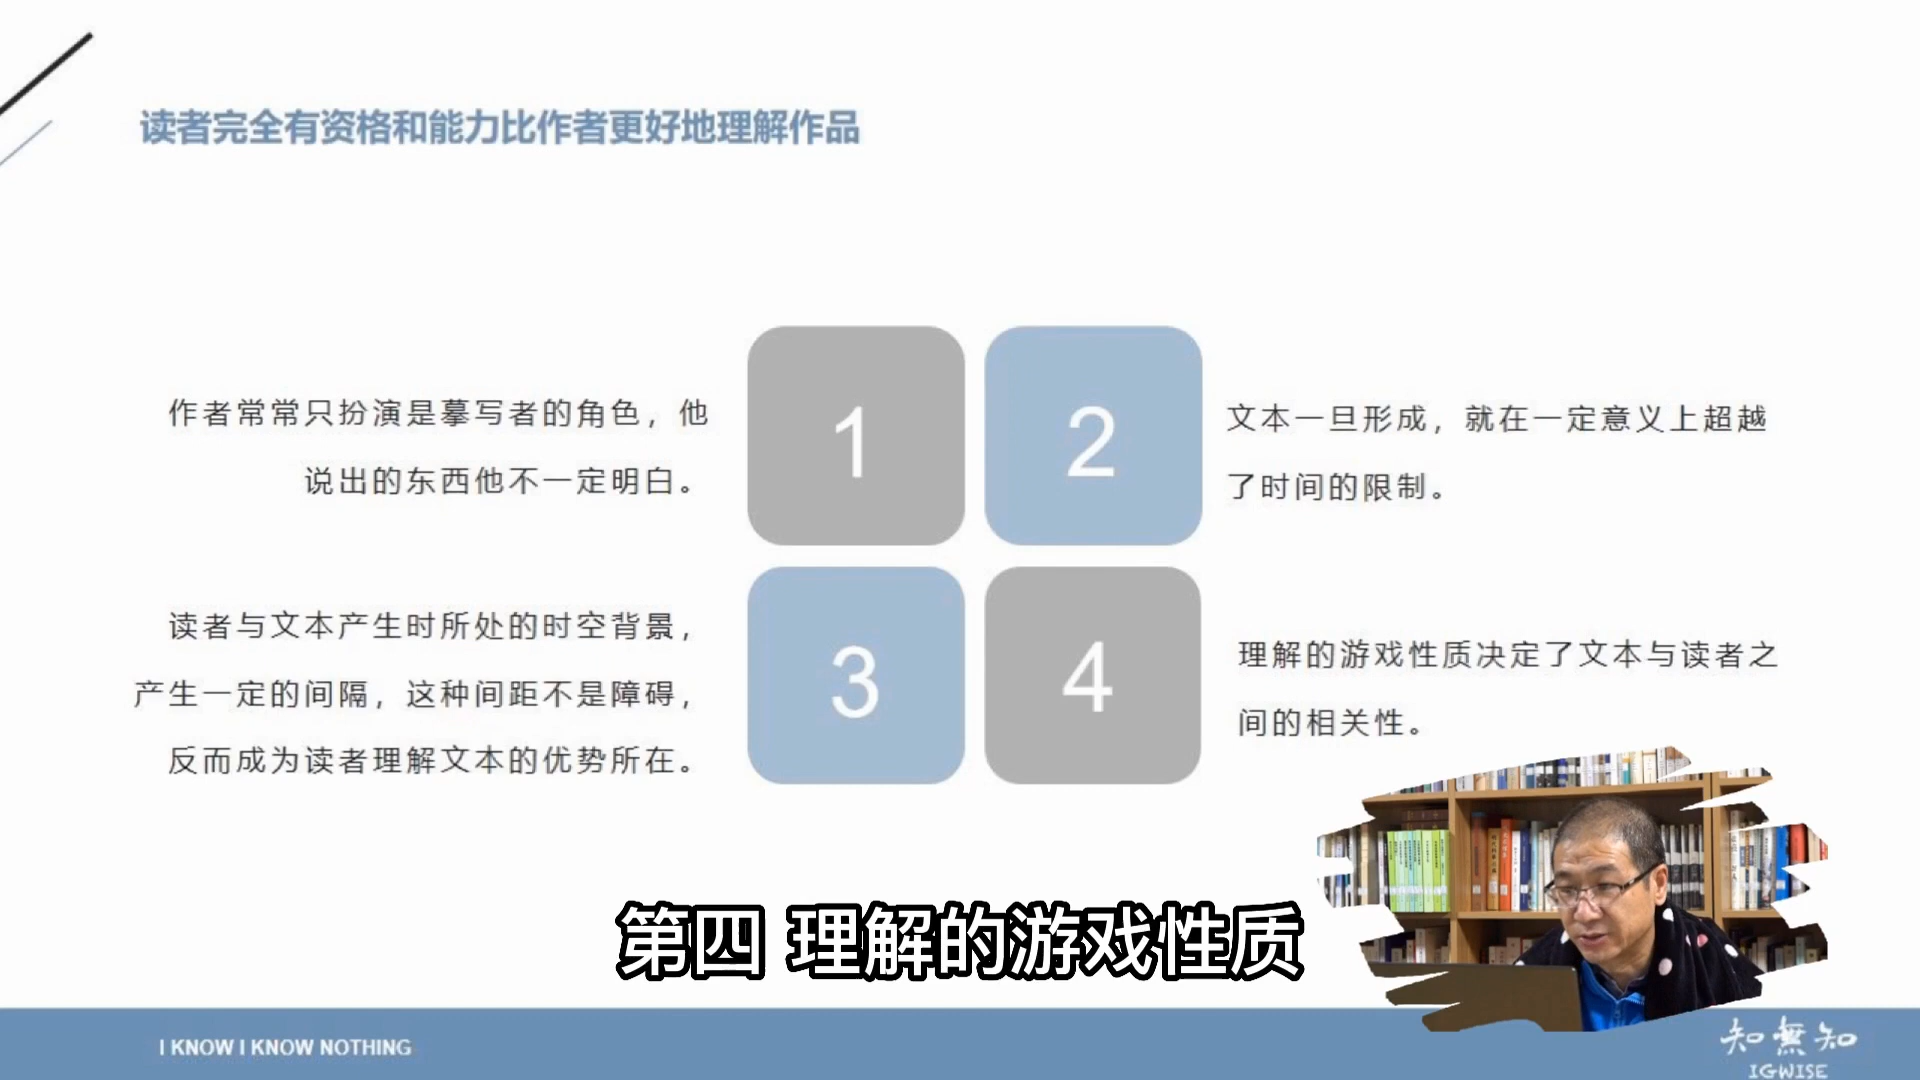 读者完全有资格和能力比作者更好地理解作品
作者常常只扮演是摹写者的角色，他
说出的东西他不一定明白。
1
2
文本一旦形成，就在一定意义上超越
了时间的限制。
读者与文本产生时所处的时空背景，
产生一定的间隔，这种间距不是障碍，
反而成为读者理解文本的优势所在。
3
4
理解的游戏性质决定了文本与读者之
间的相关性。
第四 理解的游戏性质
I KNOW I KNOW NOTHING
知無知
IGWISE